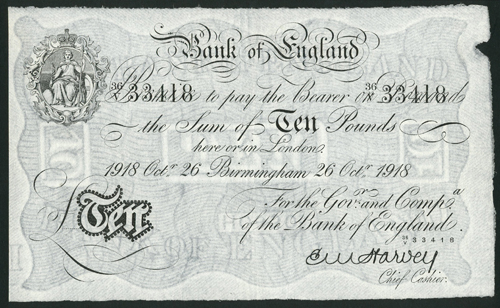 Bank of England
36/X 33418 36/X 33418
I Promise to pay the Bearer on Demand
the Sum of Ten Pounds
here or in London
1918 Octr. 26 Birmingham 26 Octr. 1918
For the Govr. and Compa.
of the Bank of England.
£Ten
33418
E M Harvey
Chief Cashier.